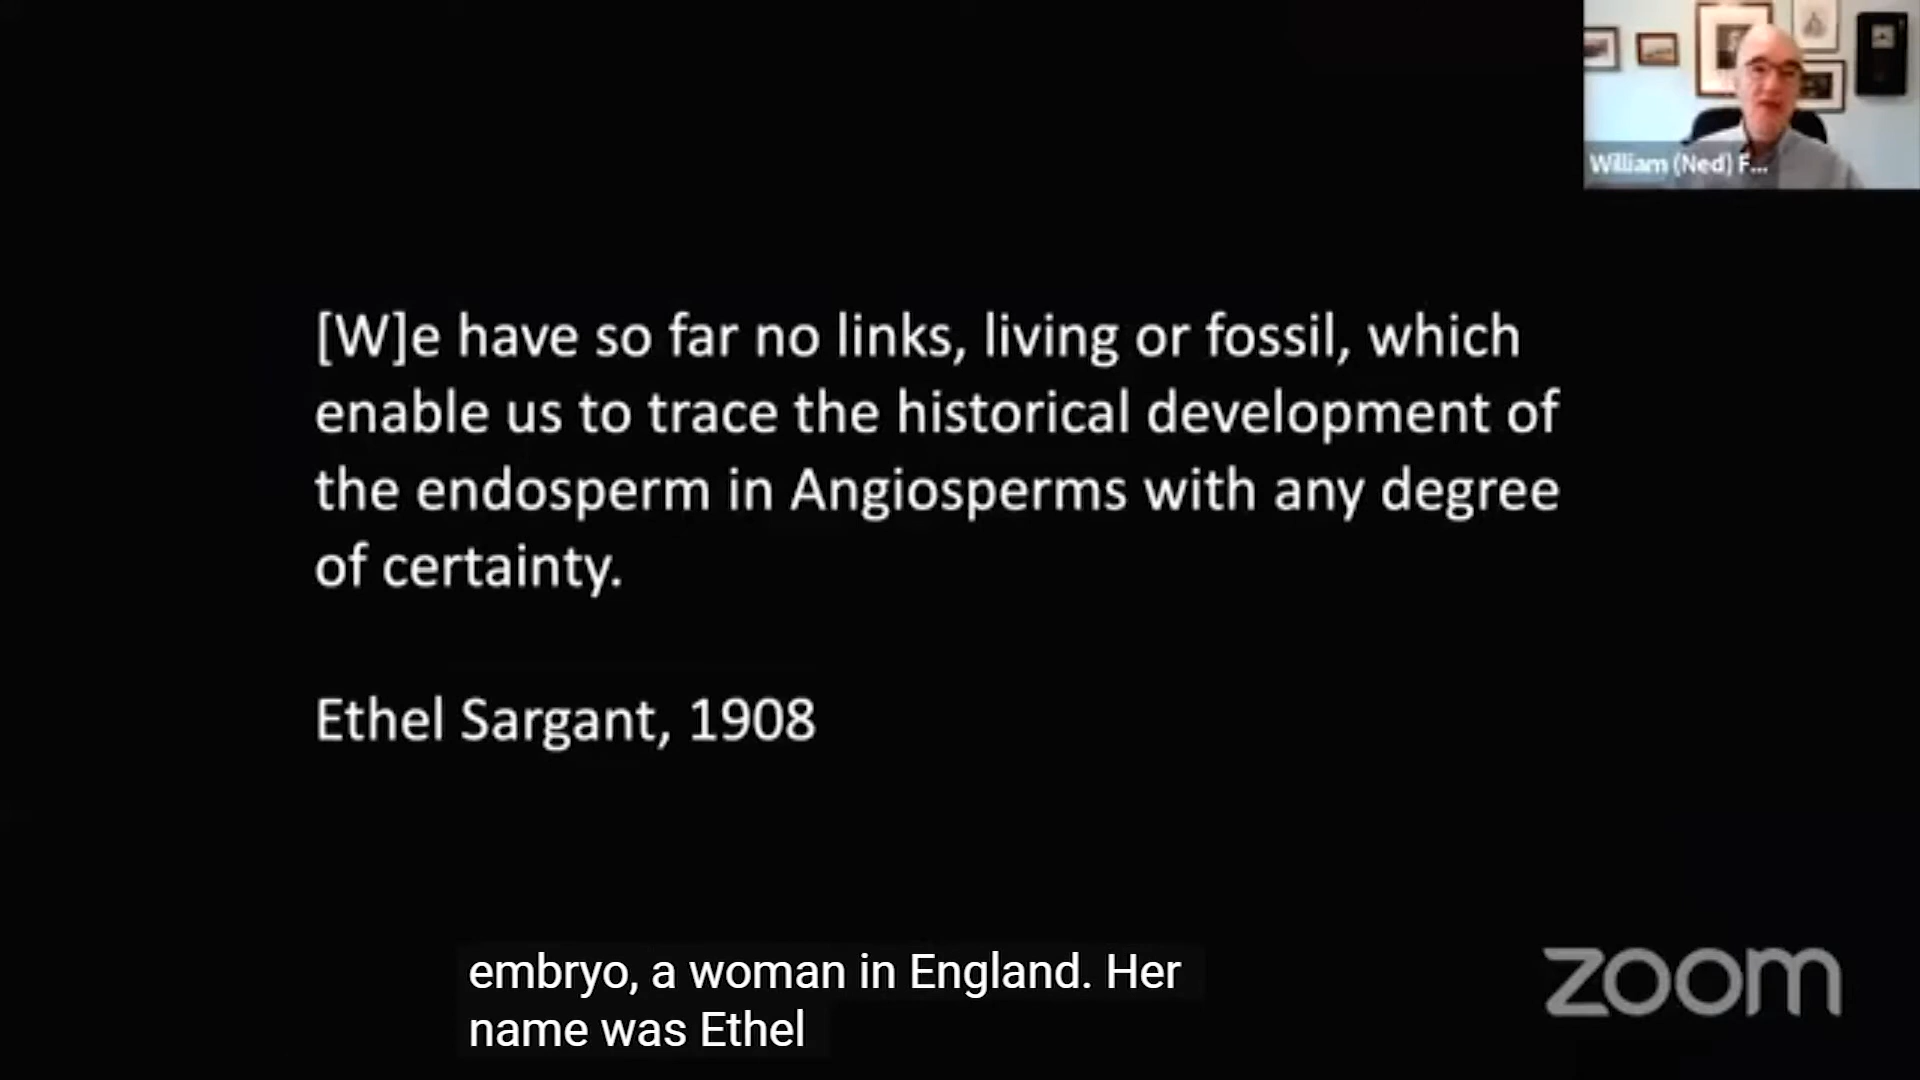 William (Ned) F...
[W]e have so far no links, living or fossil, which
enable us to trace the historical development of
the endosperm in Angiosperms with any degree
of certainty.
Ethel Sargant, 1908
embryo, a woman in England. Her
name was Ethel
zoom